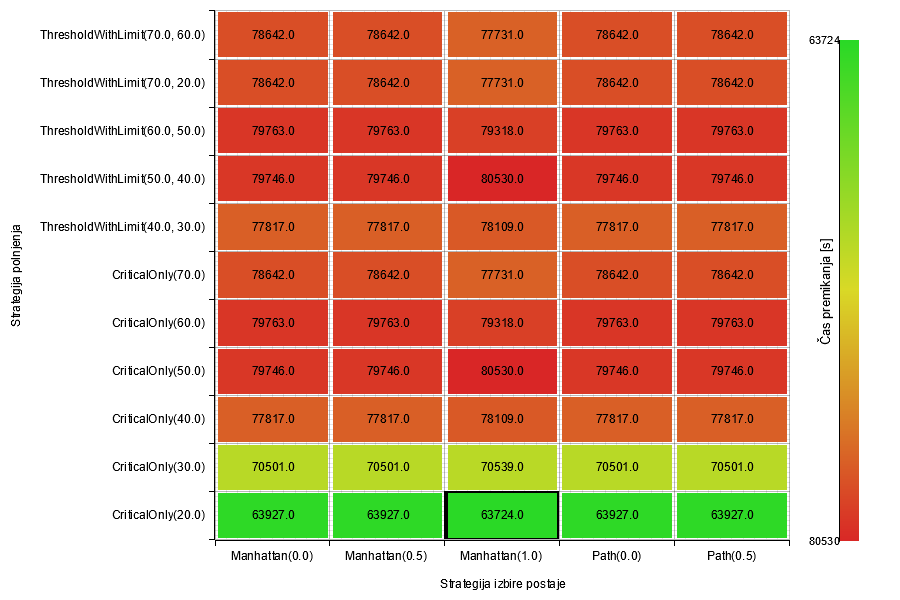 ThresholdWithLimit(70.0, 60.0) 78642.0 78642.0 77731.0 78642.0 78642.0
ThresholdWithLimit(70.0, 20.0) 78642.0 78642.0 77731.0 78642.0 78642.0
ThresholdWithLimit(60.0, 50.0) 79763.0 79763.0 79318.0 79763.0 79763.0
ThresholdWithLimit(50.0, 40.0) 79746.0 79746.0 80530.0 79746.0 79746.0
ThresholdWithLimit(40.0, 30.0) 77817.0 77817.0 78109.0 77817.0 77817.0
CriticalOnly(70.0) 78642.0 78642.0 77731.0 78642.0 78642.0
CriticalOnly(60.0) 79763.0 79763.0 79318.0 79763.0 79763.0
CriticalOnly(50.0) 79746.0 79746.0 80530.0 79746.0 79746.0
CriticalOnly(40.0) 77817.0 77817.0 78109.0 77817.0 77817.0
CriticalOnly(30.0) 70501.0 70501.0 70539.0 70501.0 70501.0
CriticalOnly(20.0) 63927.0 63927.0 63724.0 63927.0 63927.0
Manhattan(0.0) Manhattan(0.5) Manhattan(1.0) Path(0.0) Path(0.5)
Strategija izbire postaje
Strategija polnjenja
63724
80530
Čas premikanja [s]